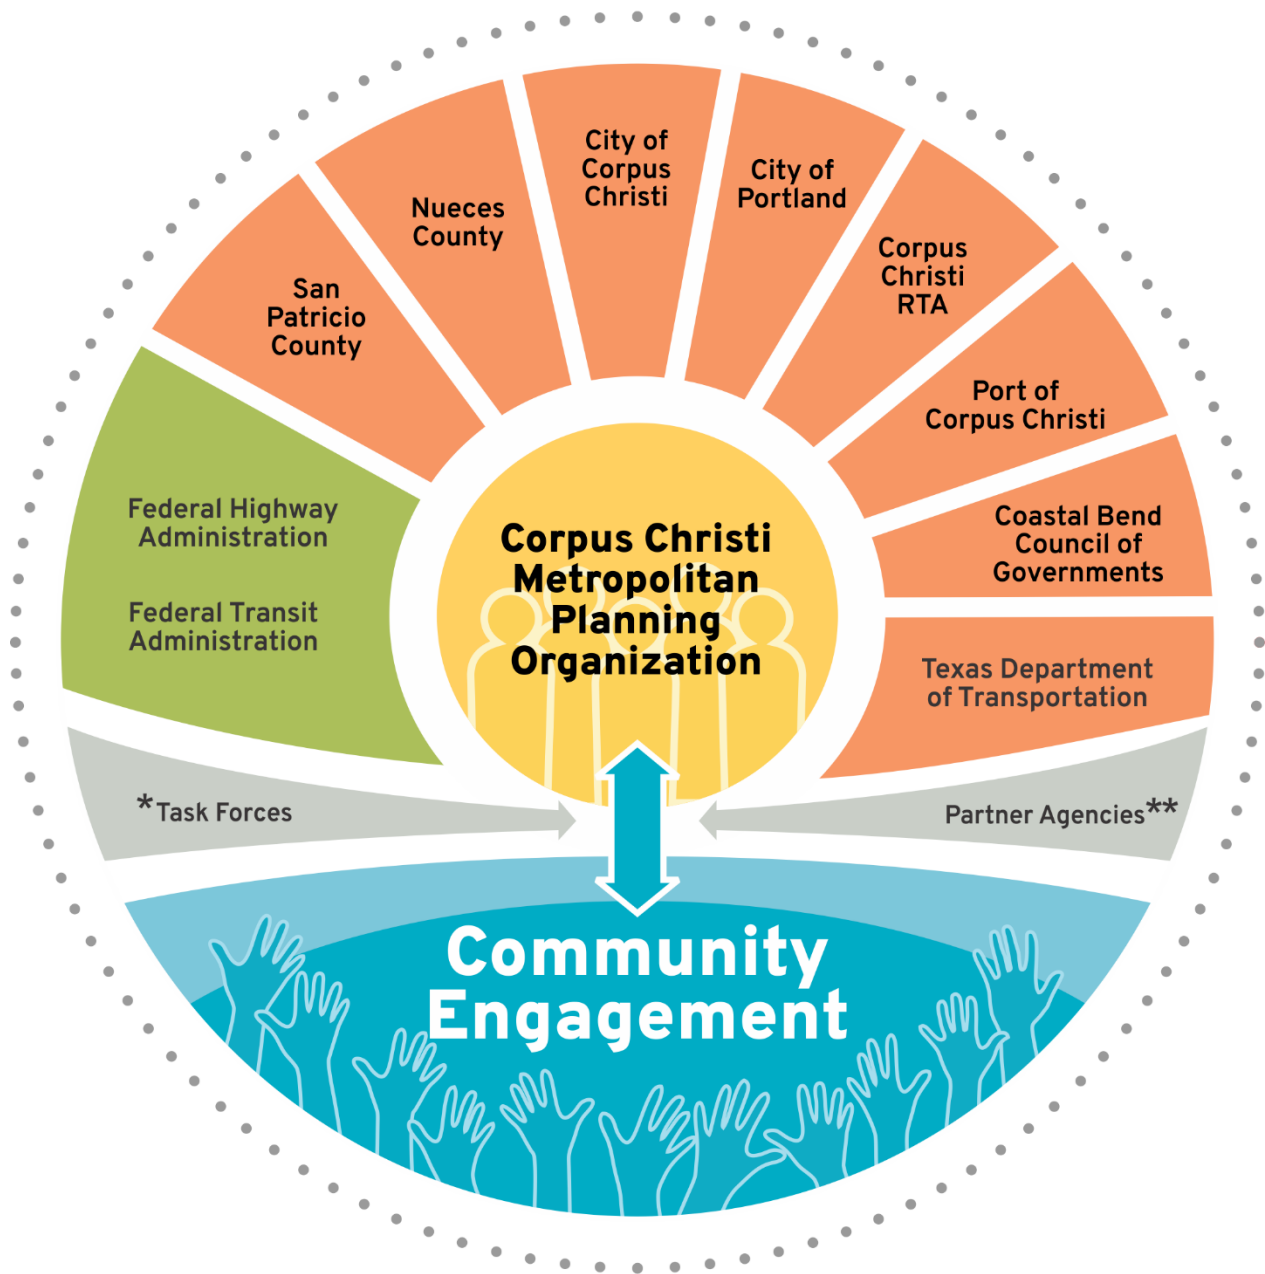 City of
Corpus
Christi
City of
Portland
Nueces
County
Corpus
Christi
RTA
San
Patricio
County
Port of
Corpus Christi
Federal Highway
Administration
Federal Transit
Administration
Corpus Christi
Metropolitan
Planning
Organization
Coastal Bend
Council of
Governments
Texas Department
of Transportation
*Task Forces
Partner Agencies**
Community
Engagement